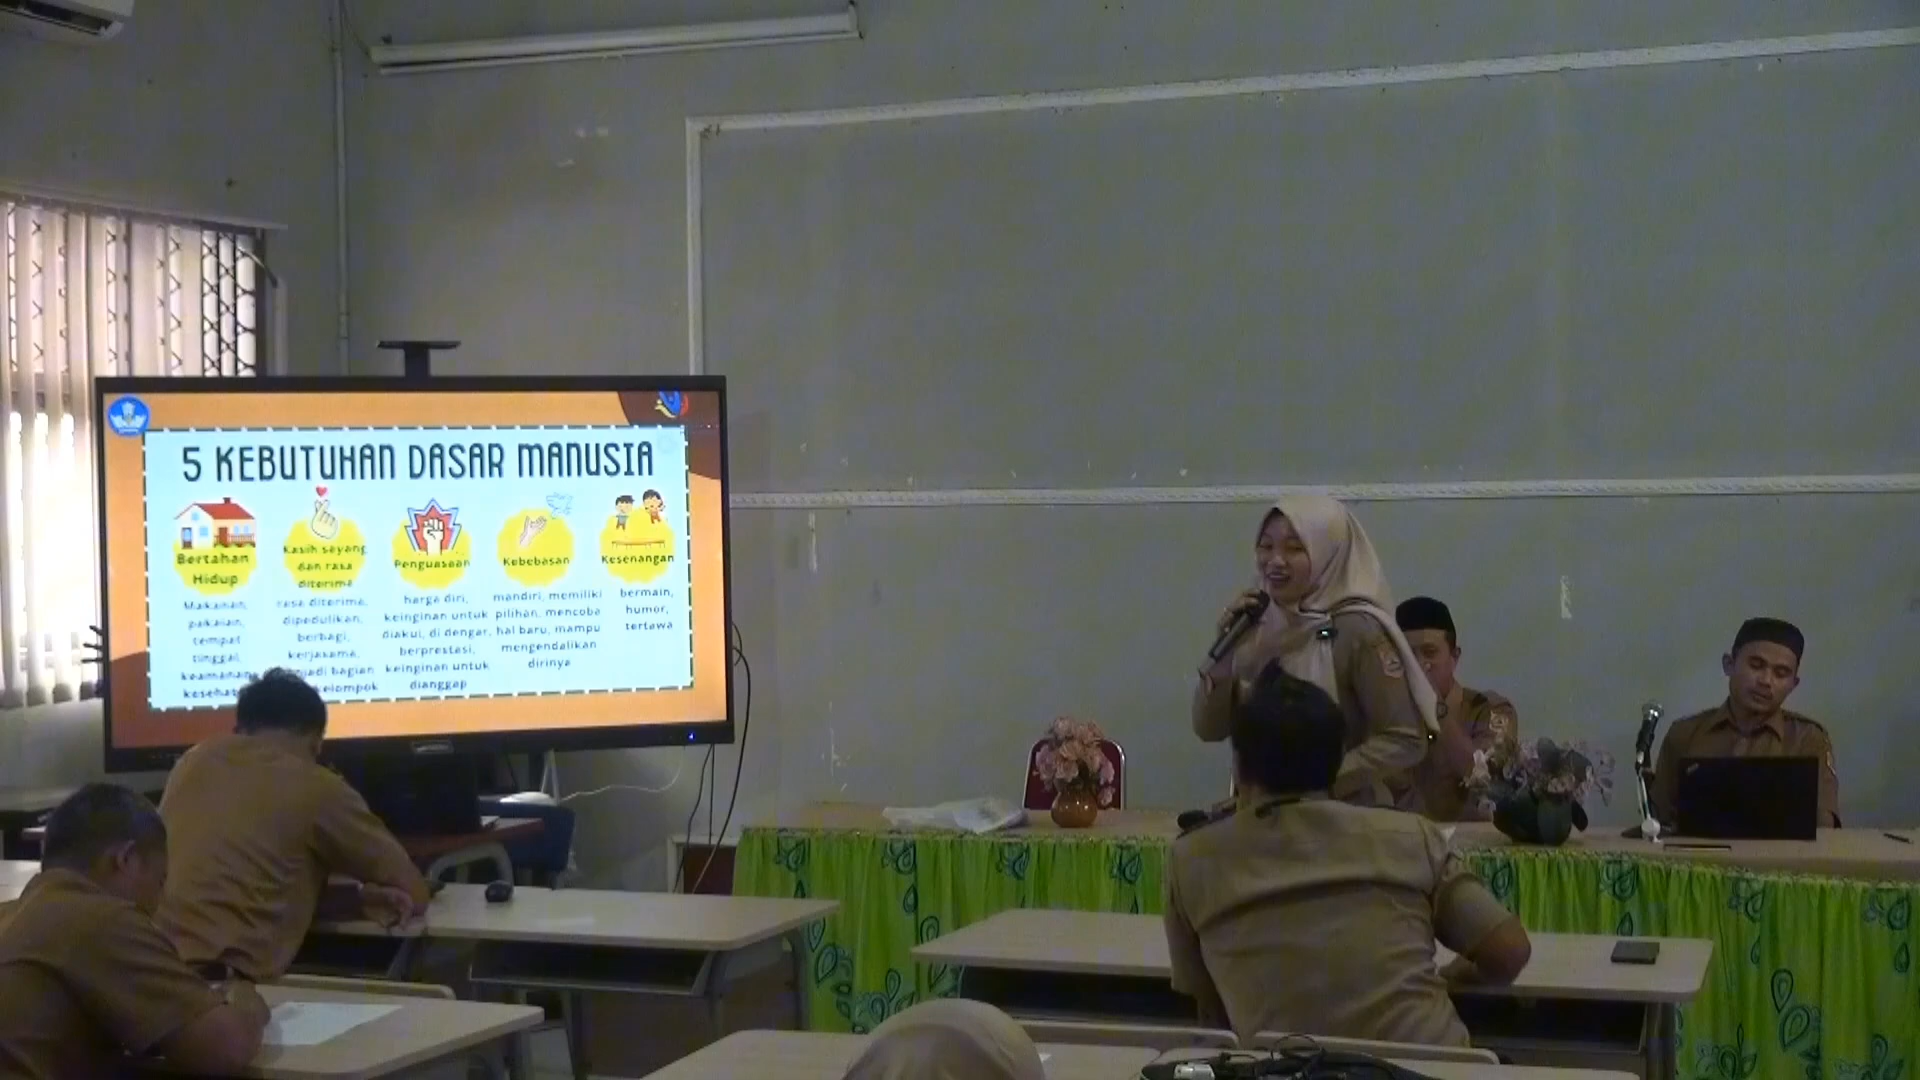 5 KEBUTUHAN DASAR MANUSIA
Bertahan
Hidup
Makanan,
pakaian,
tempat
tinggal,
keamanan,
Kasih sayang
dan rasa
diterima
rasa diterima,
dipedulikan,
berbagi,
kerjasama,
bagian
kelompok
Penguasaan
harga diri,
keinginan untuk
diakui, di dengar,
berprestasi,
keinginan untuk
dianggap
Kebebasan
mandiri, memiliki
pilihan, mencoba
hal baru, mampu
mengendalikan
dirinya
Kesenangan
bermain,
humor,
tertawa